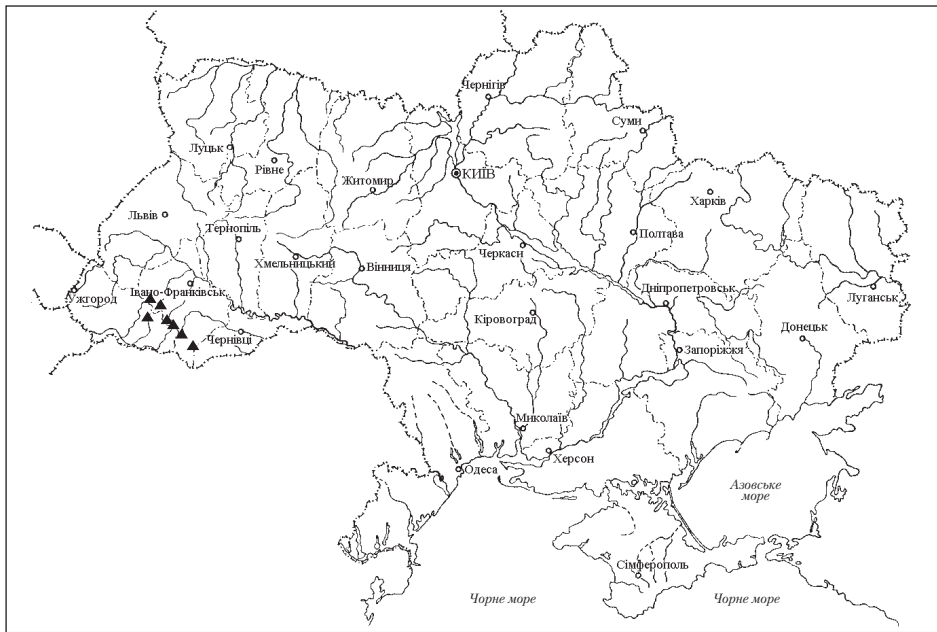 Чернігів
Суми
Луцьк
Рівне
КИЇВ
Житомир
Харків
Львів
Тернопіль
Полтава
Черкаси
Хмельницький
Вінниця
Ужгород
Івано-Франківськ
Дніпропетровськ
Луганськ
Кіровоград
Донецьк
Чернівці
Запоріжжя
Миколаїв
Херсон
Одеса
Азовське
море
Сімферополь
Чорне море
Чорне море